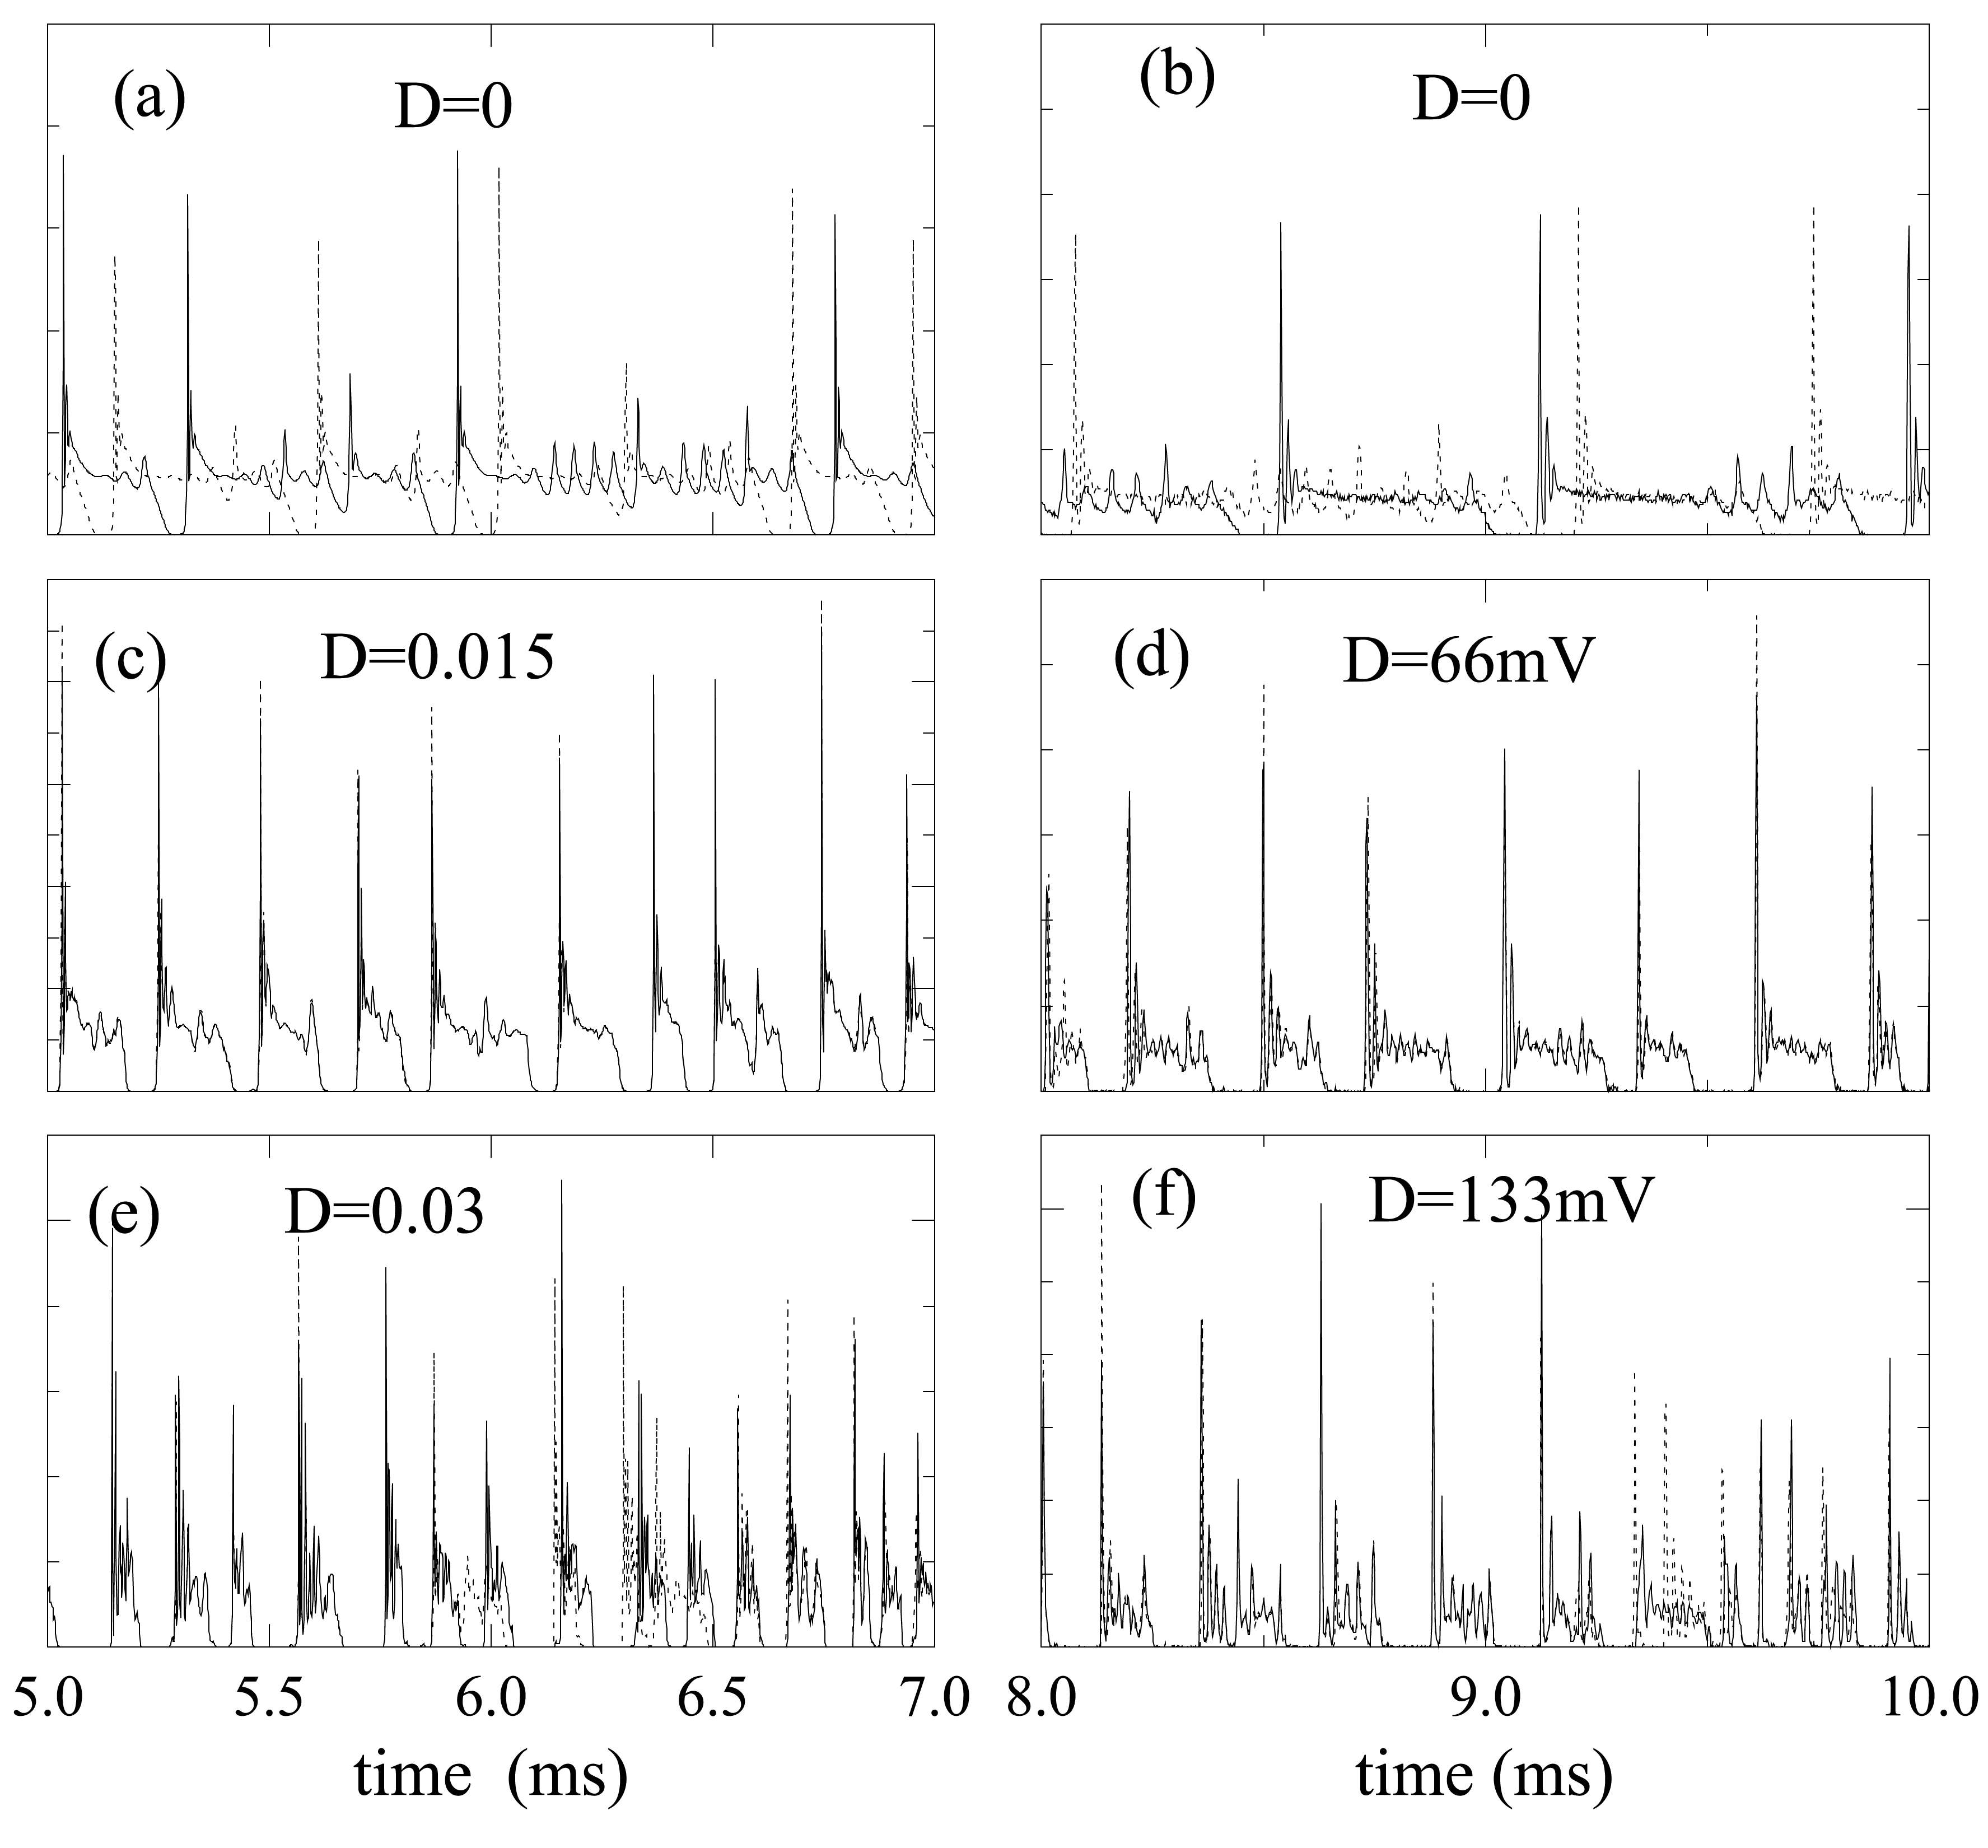 (a) D=0
(b) D=0
(c) D=0.015
(d) D=66mV
(e) D=0.03
(f) D=133mV
5.0 5.5 6.0 6.5 7.0 8.0 9.0 10.0
time (ms) time (ms)